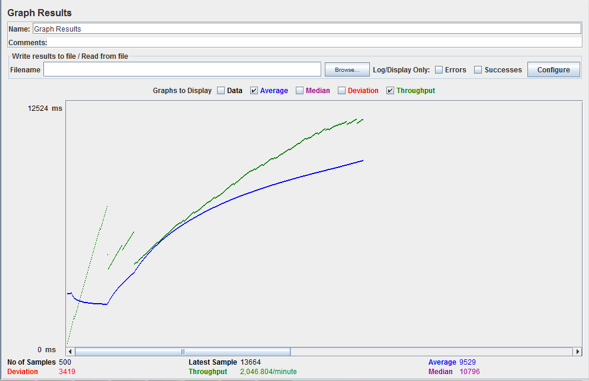 Graph Results
Name: Graph Results
Comments:
Write results to file / Read from file
Filename Browse... Log/Display Only: Errors Successes Configure
Graphs to Display Data Average Median Deviation Throughput
12524 ms
0 ms
No of Samples 500 Latest Sample 13664 Average 9529
Deviation 3419 Throughput 2,046.804/minute Median 10796